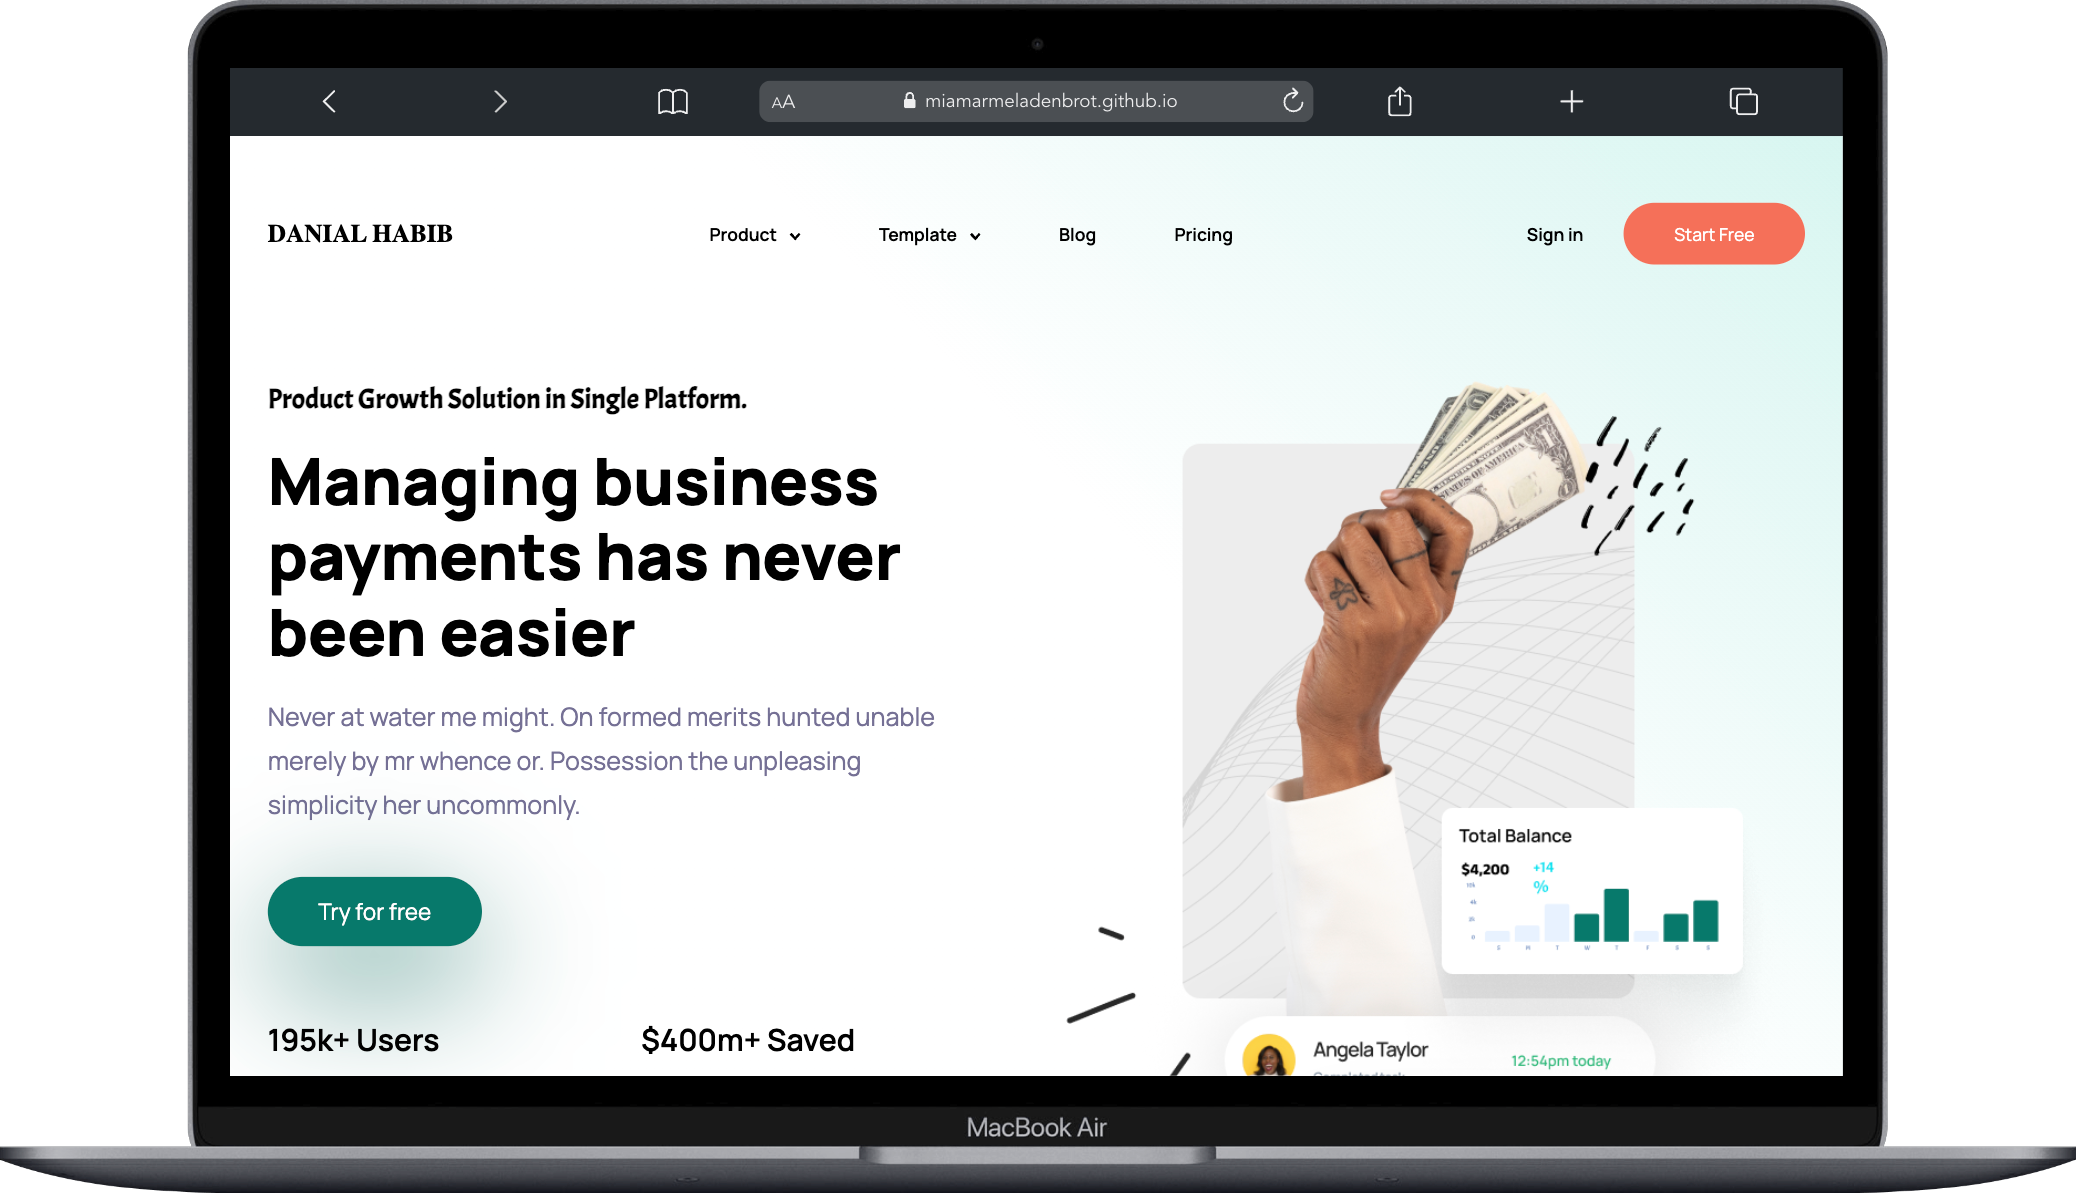 AA miamarmeladenbrot.github.io
DANIAL HABIB Product Template Blog Pricing Sign in Start Free
Product Growth Solution in Single Platform.
Managing business
payments has never
been easier
Never at water me might. On formed merits hunted unable
merely by mr whence or. Possession the unpleasing
simplicity her uncommonly.
Try for free
195k+ Users
$400m+ Saved
Total Balance
$4,200 +14
%
S M T W T F S S
Angela Taylor
12:54pm today
MacBook Air